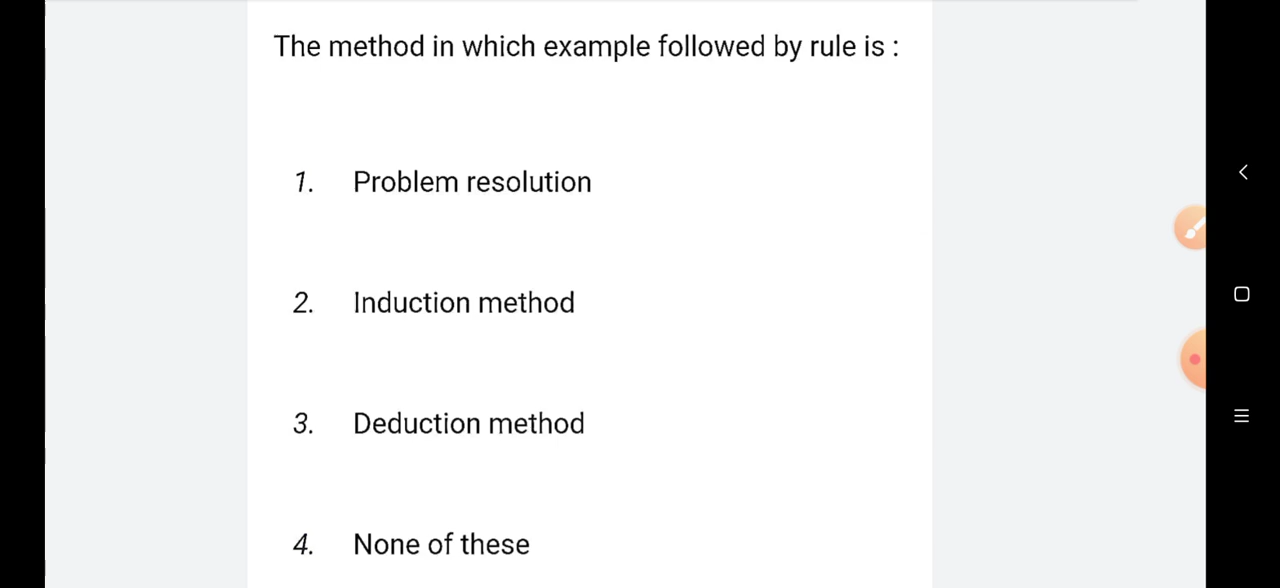 The method in which example followed by rule is :
1. Problem resolution
2. Induction method
3. Deduction method
4. None of these